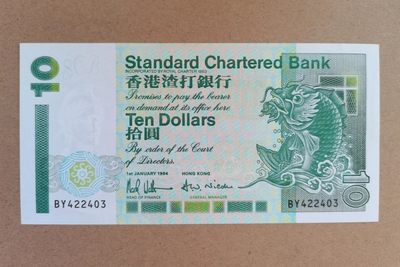 10
Standard Chartered Bank
INCORPORATED BY ROYAL CHARTER 1853
香港渣打銀行
Promises to pay the bearer
on demand at its office here
Ten Dollars
拾圓
By order of the Court
of Directors.
1st JANUARY 1994 HONG KONG
HEAD OF FINANCE GENERAL MANAGER
BY422403 BY422403
10